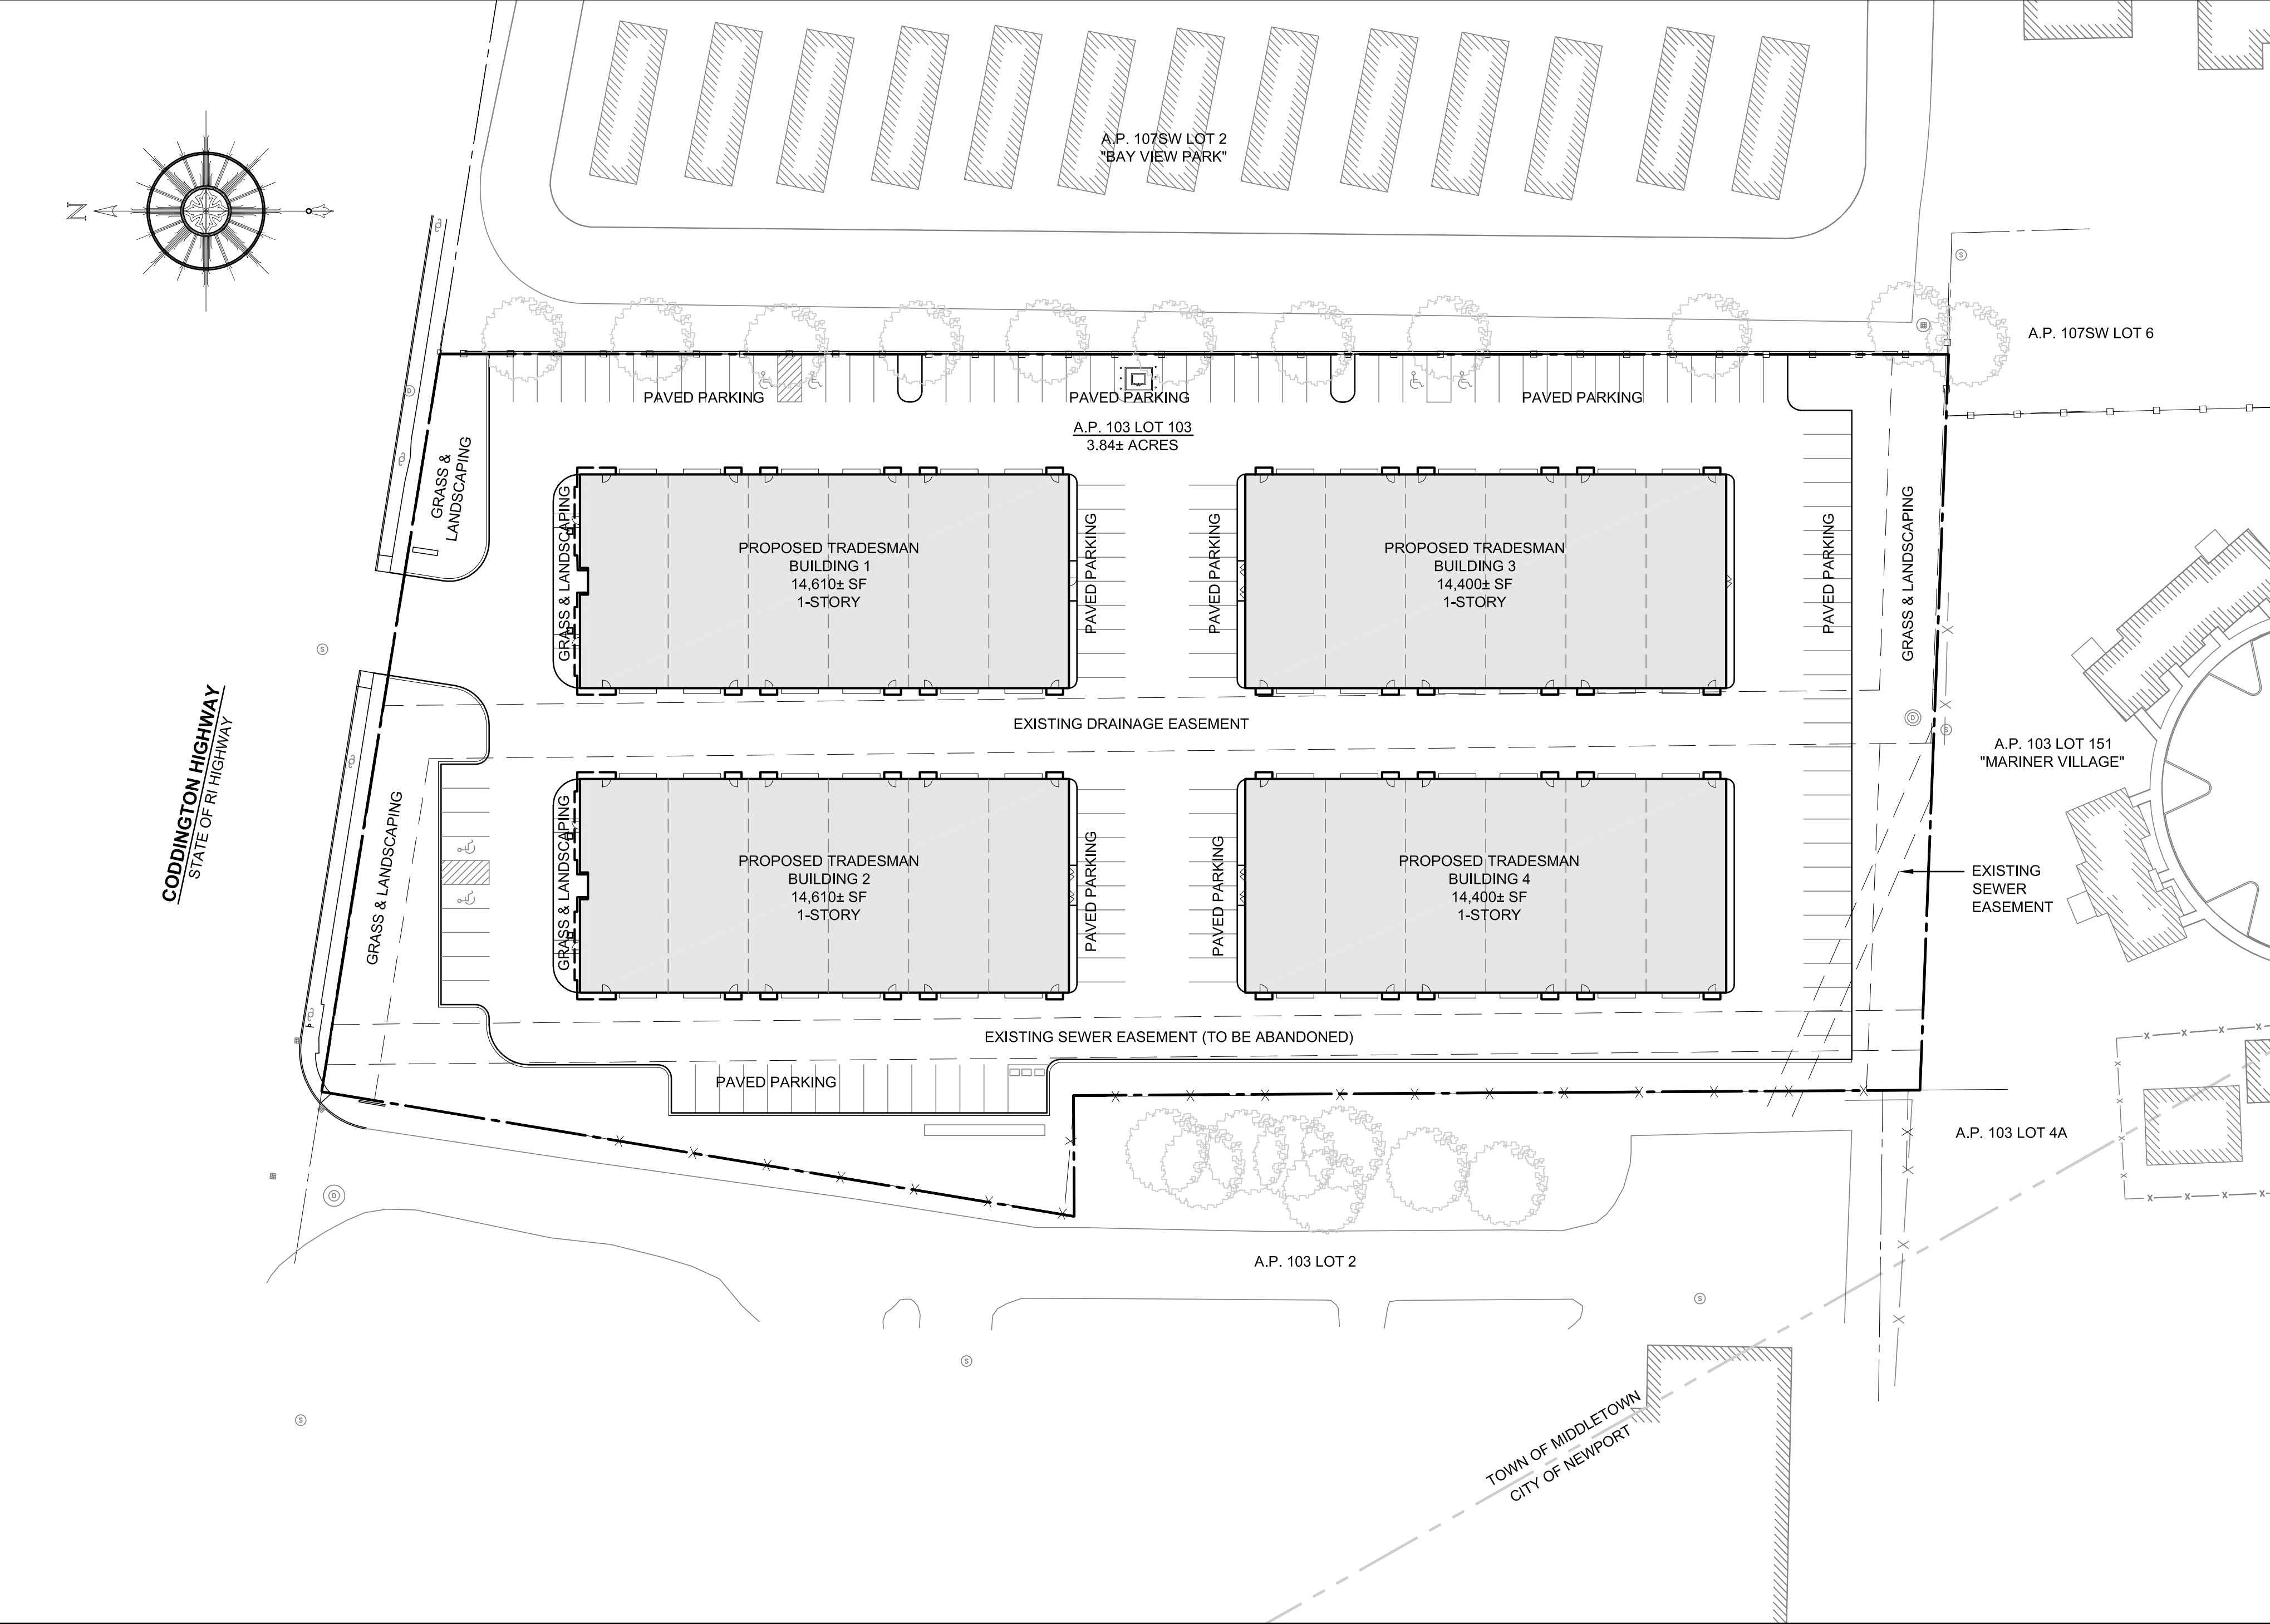 A.P. 107SW LOT 2
"BAY VIEW PARK"
N
A.P. 107SW LOT 6
PAVED PARKING
PAVED PARKING
PAVED PARKING
A.P. 103 LOT 103
3.84± ACRES
GRASS &
LANDSCAPING
GRASS & LANDSCAPING
PROPOSED TRADESMAN
BUILDING 1
14,610± SF
1-STORY
PAVED PARKING
PAVED PARKING
PROPOSED TRADESMAN
BUILDING 3
14,400± SF
1-STORY
PAVED PARKING
GRASS & LANDSCAPING
S
D
S
EXISTING DRAINAGE EASEMENT
D
S
A.P. 103 LOT 151
"MARINER VILLAGE"
CODDINGTON HIGHWAY
STATE OF RI HIGHWAY
GRASS & LANDSCAPING
GRASS & LANDSCAPING
PROPOSED TRADESMAN
BUILDING 2
14,610± SF
1-STORY
PAVED PARKING
PAVED PARKING
PROPOSED TRADESMAN
BUILDING 4
14,400± SF
1-STORY
EXISTING
SEWER
EASEMENT
EXISTING SEWER EASEMENT (TO BE ABANDONED)
PAVED PARKING
A.P. 103 LOT 4A
D
A.P. 103 LOT 2
S
S
S
TOWN OF MIDDLETOWN
CITY OF NEWPORT